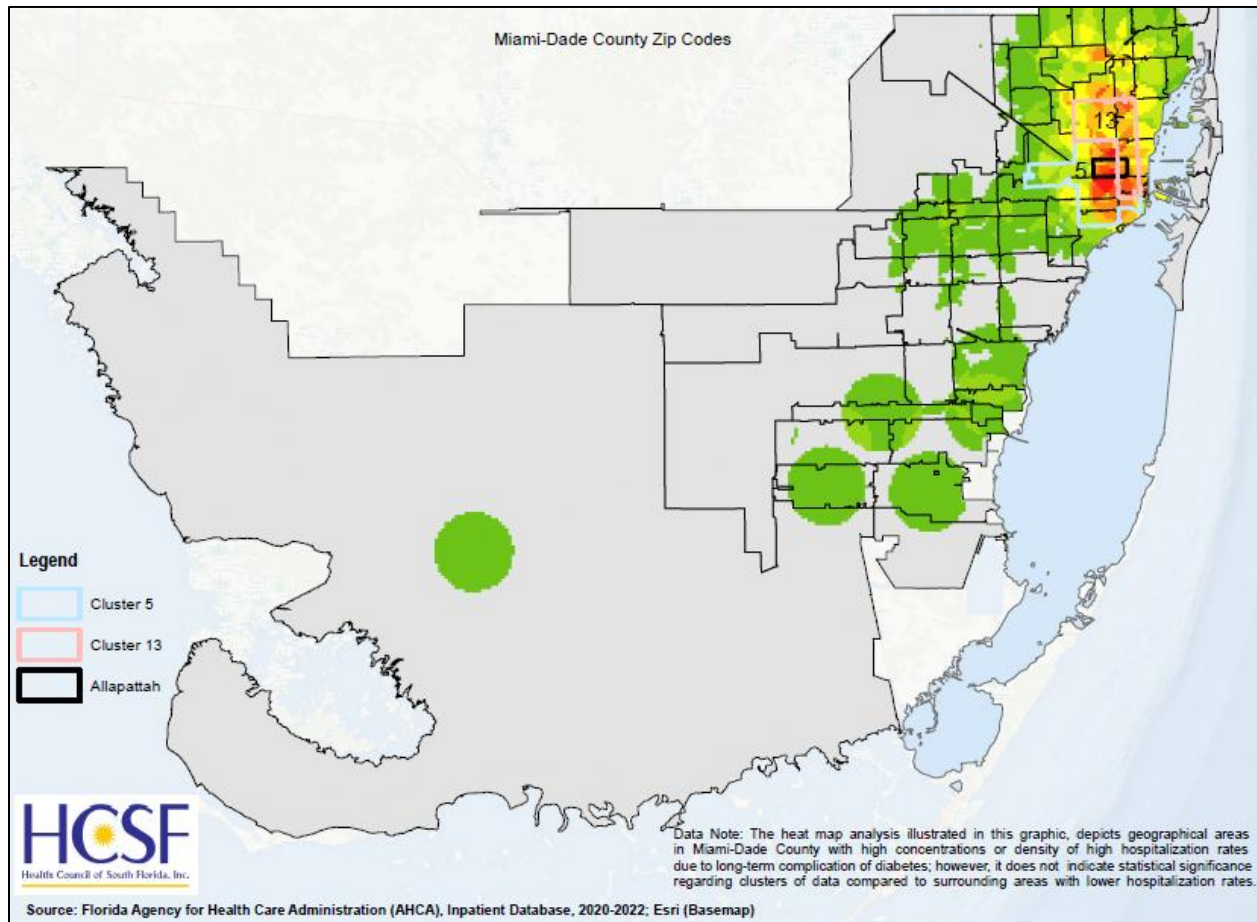 Miami-Dade County Zip Codes
13
5
Legend
Cluster 5
Cluster 13
Allapattah
HCSF
Health Council of South Florida, Inc.
Data Note: The heat map analysis illustrated in this graphic, depicts geographical areas
in Miami-Dade County with high concentrations or density of high hospitalization rates
due to long-term complication of diabetes; however, it does not indicate statistical significance
regarding clusters of data compared to surrounding areas with lower hospitalization rates.
Source: Florida Agency for Health Care Administration (AHCA), Inpatient Database, 2020-2022; Esri (Basemap)